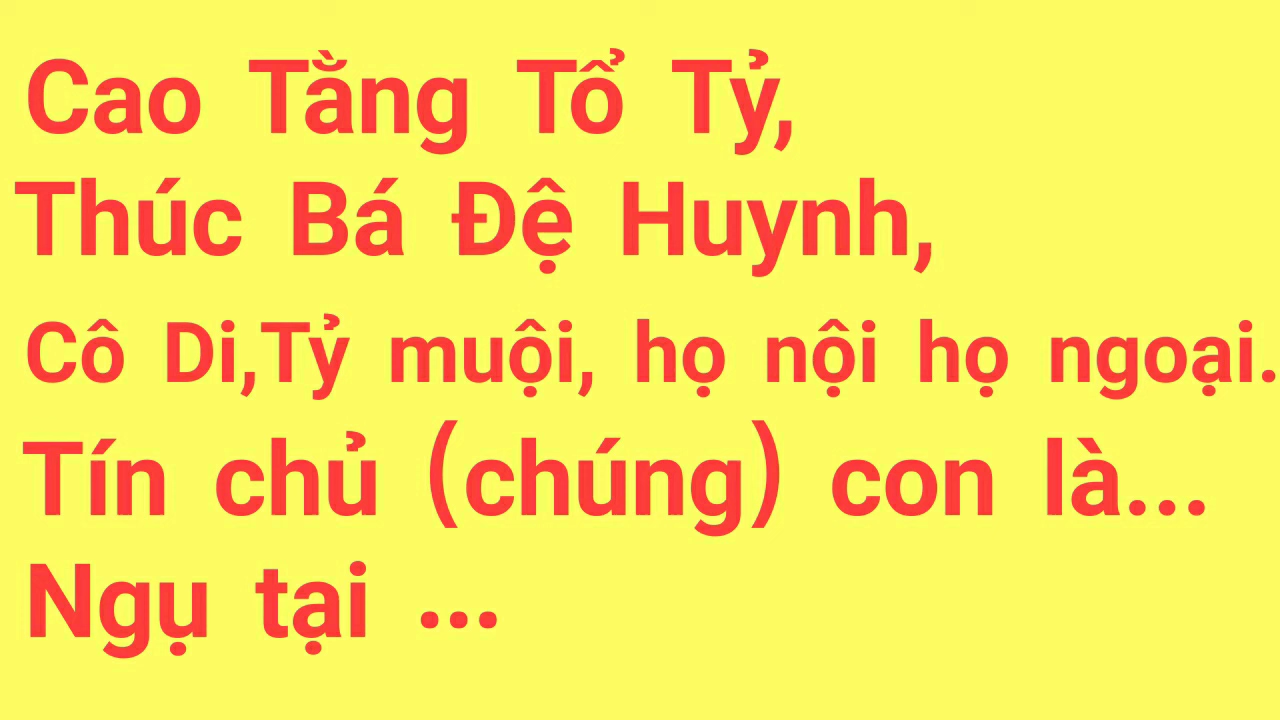 Cao Tằng Tổ Tỷ,
Thúc Bá Đệ Huynh,
Cô Di,Tỷ muội, họ nội họ ngoại.
Tín chủ (chúng) con là...
Ngụ tại ...